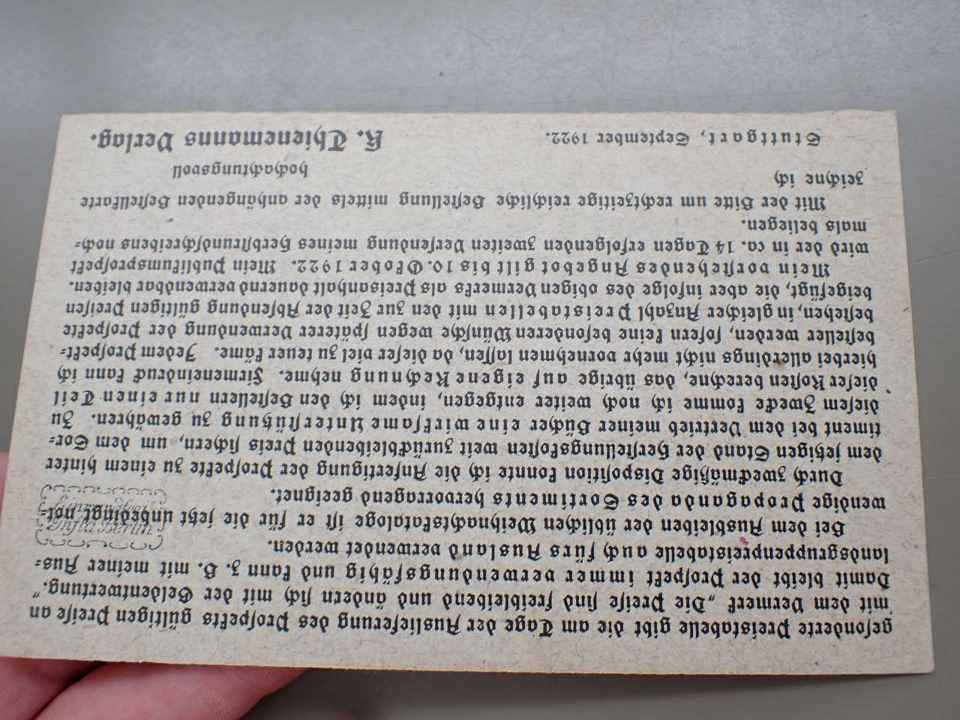 gesonderte Preistabelle gibt die am Tage der Auslieferung des Prospekts gültigen Preise an
mit dem Vermerk „Die Preise sind freibleibend und ändern sich mit der Geldentwertung.“
Damit bleibt der Prospekt immer verwendungsfähig und kann z. B. mit meiner Aus-
landsgruppenpreistabelle auch fürs Ausland verwendet werden.
Bei dem Ausbleiben der üblichen Weihnachtskataloge ist er für die jetzt unbedingt not-
wendige Propaganda des Sortiments hervorragend geeignet.
Durch zweckmäßige Disposition konnte ich die Anfertigung der Prospekte zu einem hinter
dem jetzigen Stand der Herstellungskosten weit zurückbleibenden Preis sichern, um dem Sor-
timent bei dem Vertrieb meiner Bücher eine wirksame Unterstützung zu gewähren. Zu
diesem Zwecke komme ich noch weiter entgegen, indem ich den Bestellern nur einen Teil
dieser Kosten berechne, das übrige auf eigene Rechnung nehme. Firmeneindruck kann ich
hierbei allerdings nicht mehr vornehmen lassen, da dieser viel zu teuer käme. Jedem Prospekt-
besteller werden, sofern keine besonderen Wünsche wegen späterer Verwendung der Prospekte
bestehen, in gleicher Anzahl Preistabellen mit den zur Zeit der Absendung gültigen Preisen
beigefügt, die aber infolge des obigen Vermerks als Preisanhalt dauernd verwendbar bleiben.
Mein vorstehendes Angebot gilt bis 10. Oktober 1922. Mein Publikumsprospekt
wird der in ca. 14 Tagen erfolgenden zweiten Versendung meines Herbstrundschreibens noch-
mals beiliegen.
Mit der Bitte um rechtzeitige reichliche Bestellung mittels der anhängenden Bestellkarte
zeichne ich
hochachtungsvoll
Stuttgart, September 1922.
K. Thienemanns Verlag.